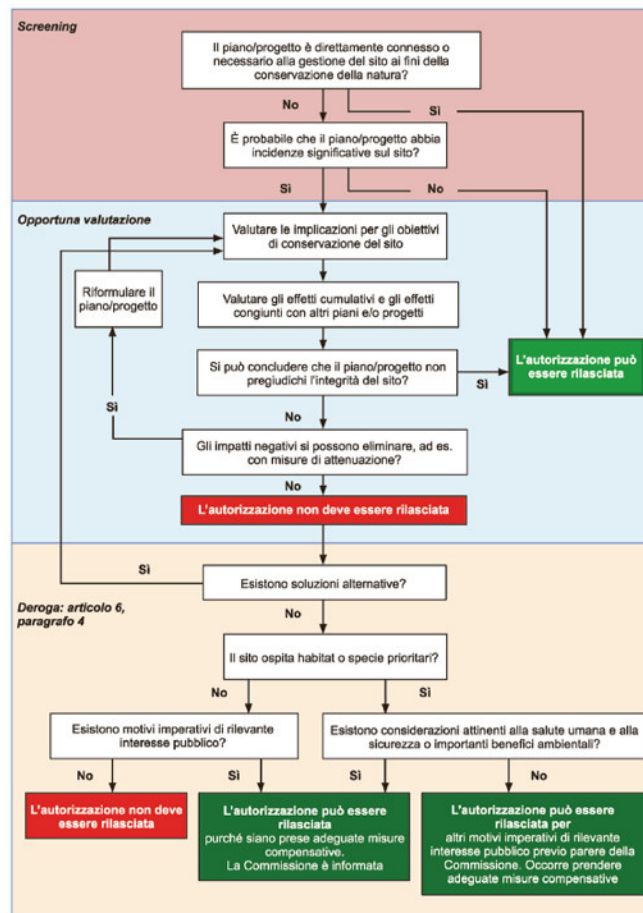 Screening
Il piano/progetto è direttamente connesso o
necessario alla gestione del sito ai fini della
conservazione della natura?
No
Sì
È probabile che il piano/progetto abbia
incidenze significative sul sito?
Sì
No
Opportuna valutazione
Valutare le implicazioni per gli obiettivi
di conservazione del sito
Riformulare il
piano/progetto
Valutare gli effetti cumulativi e gli effetti
congiunti con altri piani e/o progetti
Si può concludere che il piano/progetto non
pregiudichi l'integrità del sito?
Sì
L'autorizzazione può
essere rilasciata
Sì
No
Gli impatti negativi si possono eliminare, ad es.
con misure di attenuazione?
No
L'autorizzazione non deve essere rilasciata
Sì
Esistono soluzioni alternative?
Deroga: articolo 6,
paragrafo 4
No
Il sito ospita habitat o specie prioritari?
No
Sì
Esistono motivi imperativi di rilevante
interesse pubblico?
Esistono considerazioni attinenti alla salute umana e alla
sicurezza o importanti benefici ambientali?
No
Sì
Sì
No
L'autorizzazione non deve
essere rilasciata
L'autorizzazione può essere
rilasciata
purché siano prese adeguate misure
compensative.
La Commissione è informata
L'autorizzazione può essere
rilasciata per
altri motivi imperativi di rilevante
interesse pubblico previo parere della
Commissione. Occorre prendere
adeguate misure compensative